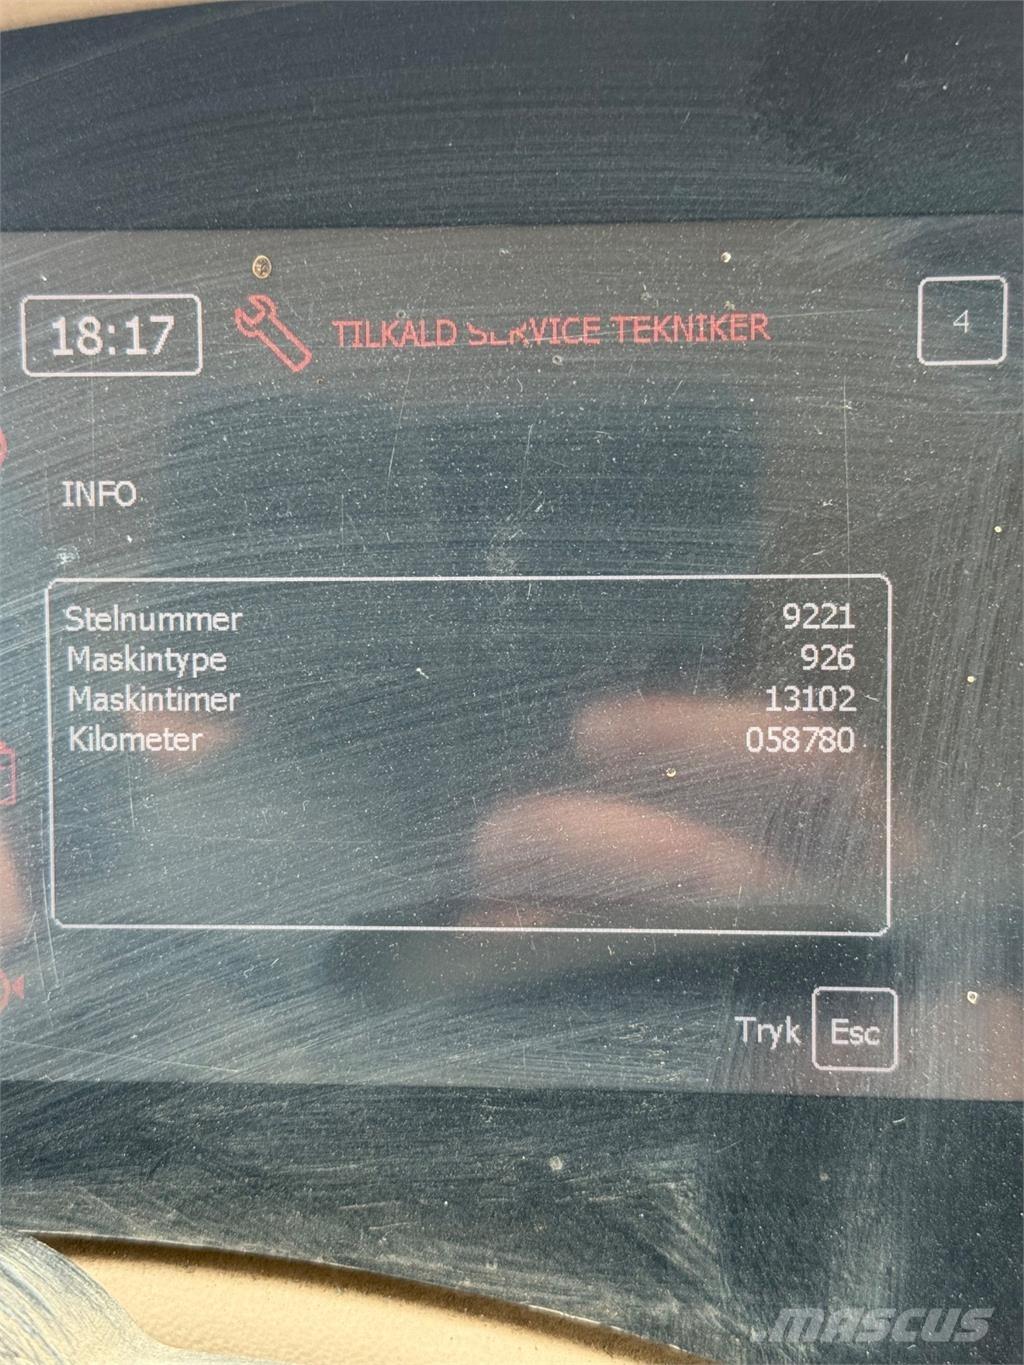 18:17
TILKALD SERVICE TEKNIKER
4
INFO
Stelnummer 9221
Maskintype 926
Maskintimer 13102
Kilometer 058780
Tryk Esc
MASCUS